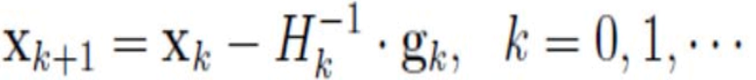 x_{k+1} = x_k − H_k^{-1} · g_k,  k = 0, 1, ⋯